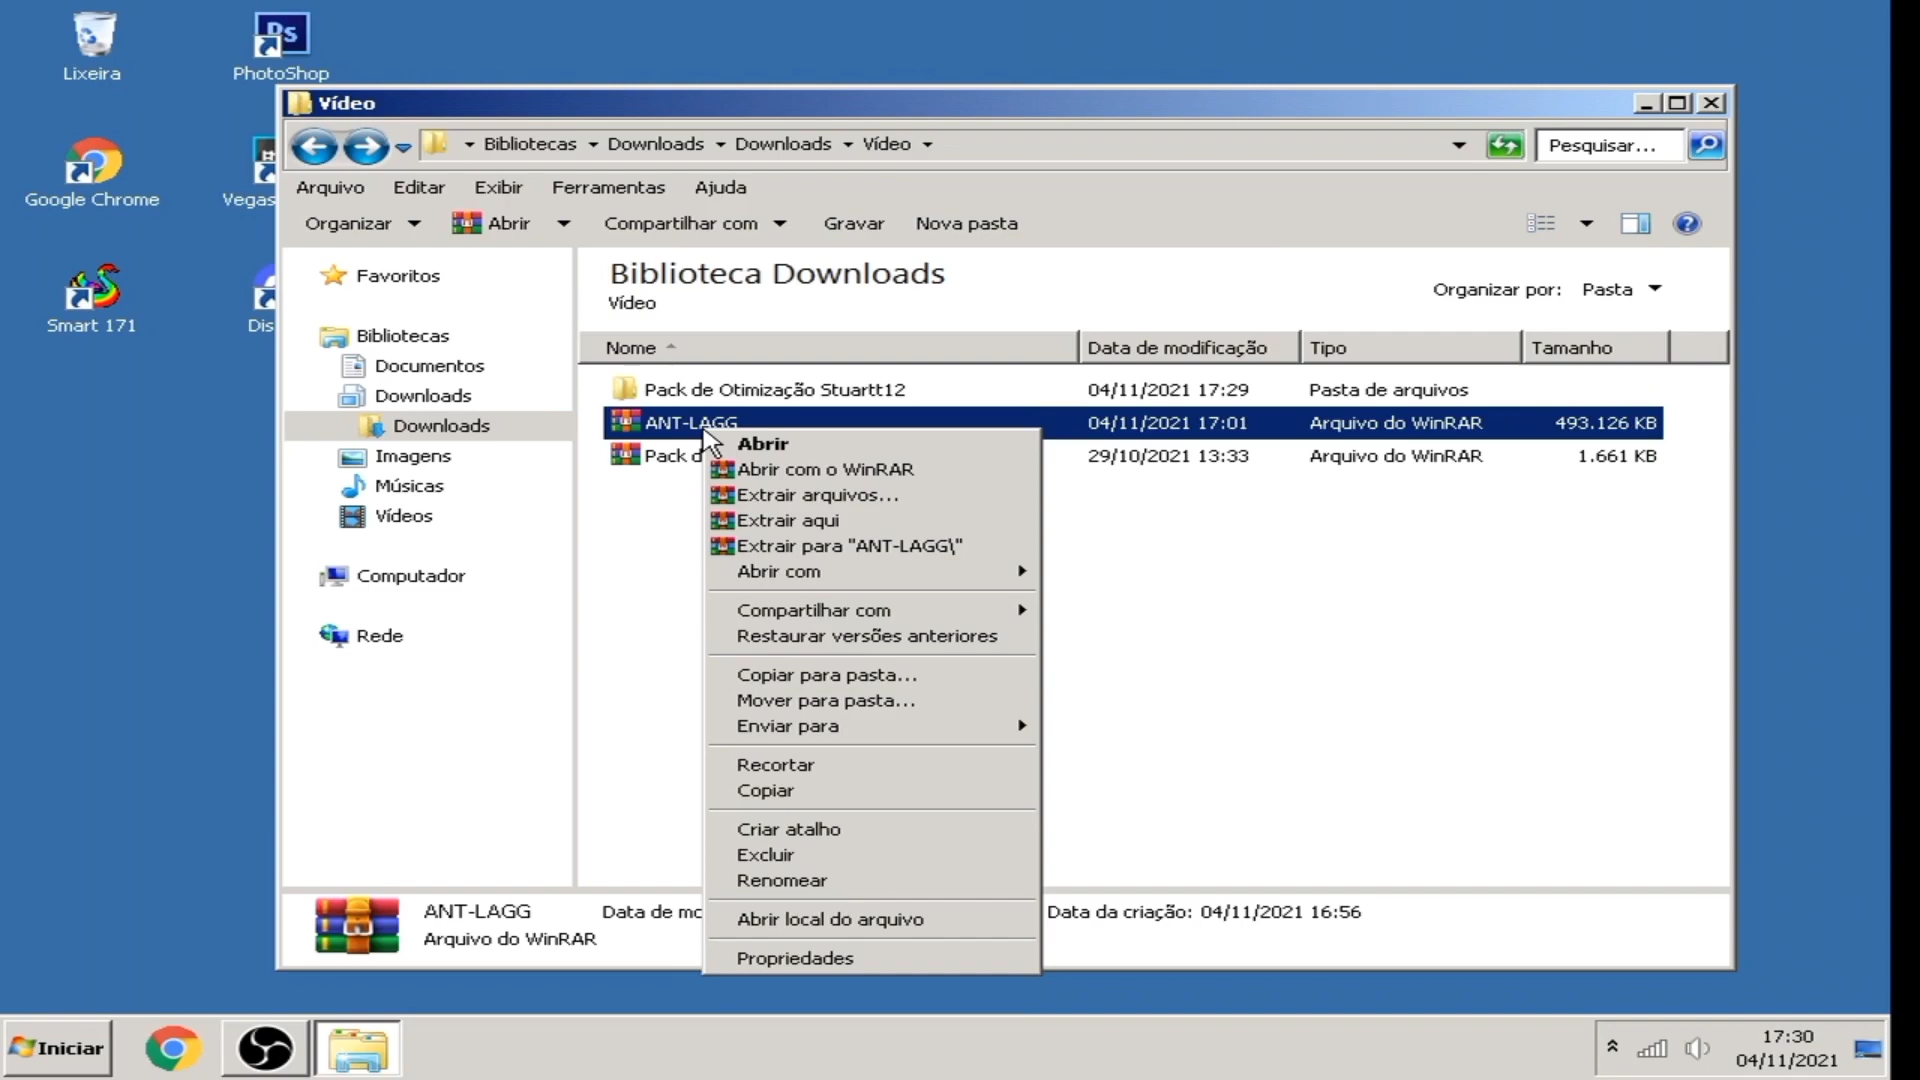 Lixeira
Ps
PhotoShop
Google Chrome
Vegas
Smart 171
Dis
Vídeo
Bibliotecas Downloads Downloads Vídeo
Pesquisar...
Arquivo Editar Exibir Ferramentas Ajuda
Organizar Abrir Compartilhar com Gravar Nova pasta
Favoritos
Bibliotecas
Documentos
Downloads
Downloads
Imagens
Músicas
Vídeos
Computador
Rede
Biblioteca Downloads
Vídeo
Organizar por: Pasta
Nome Data de modificação Tipo Tamanho
Pack de Otimização Stuartt12 04/11/2021 17:29 Pasta de arquivos
ANT-LAGG 04/11/2021 17:01 Arquivo do WinRAR 493.126 KB
Pack d 29/10/2021 13:33 Arquivo do WinRAR 1.661 KB
Abrir
Abrir com o WinRAR
Extrair arquivos...
Extrair aqui
Extrair para "ANT-LAGG\"
Abrir com
Compartilhar com
Restaurar versões anteriores
Copiar para pasta...
Mover para pasta...
Enviar para
Recortar
Copiar
Criar atalho
Excluir
Renomear
Abrir local do arquivo
Propriedades
ANT-LAGG Data de mo Data da criação: 04/11/2021 16:56
Arquivo do WinRAR
Iniciar
17:30
04/11/2021